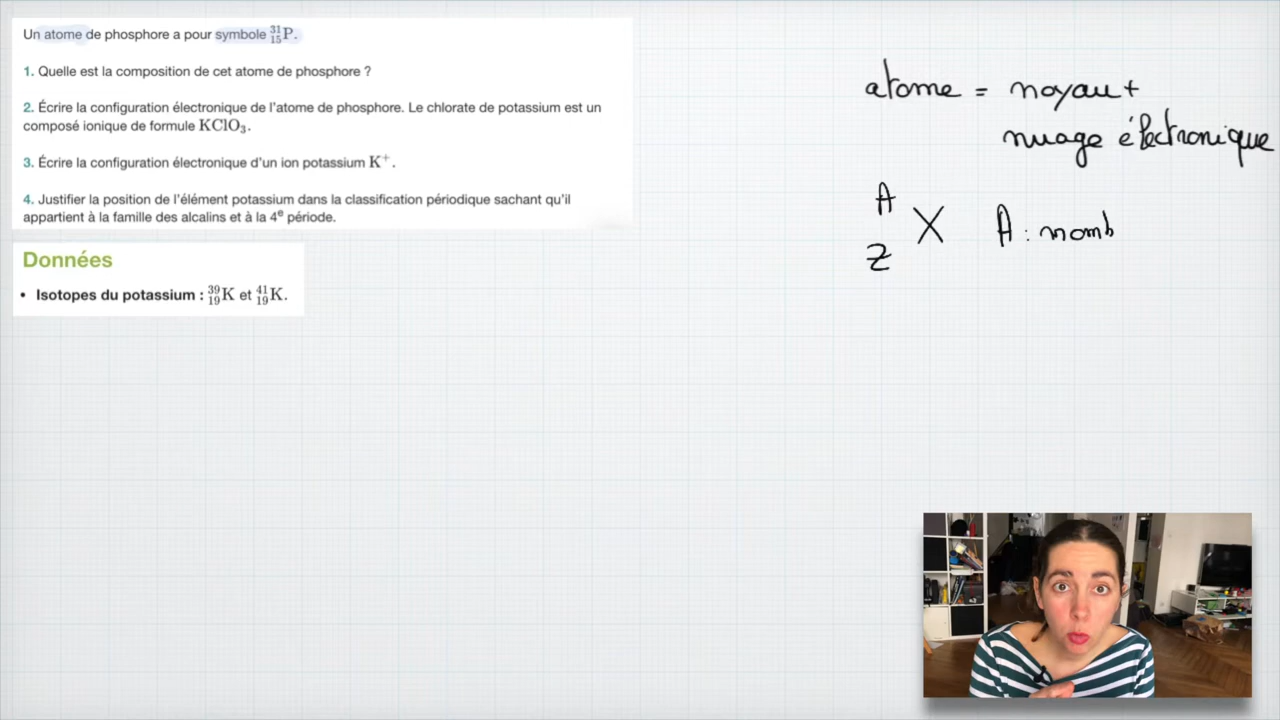 Un atome de phosphore a pour symbole ³¹₁₅P.
1. Quelle est la composition de cet atome de phosphore ?
2. Écrire la configuration électronique de l'atome de phosphore. Le chlorate de potassium est un
composé ionique de formule KClO₃.
3. Écrire la configuration électronique d'un ion potassium K⁺.
4. Justifier la position de l'élément potassium dans la classification périodique sachant qu'il
appartient à la famille des alcalins et à la 4ᵉ période.
Données
• Isotopes du potassium : ³⁹₁₉K et ⁴¹₁₉K.
atome = noyau +
nuage électronique
A
X A : nomb
Z